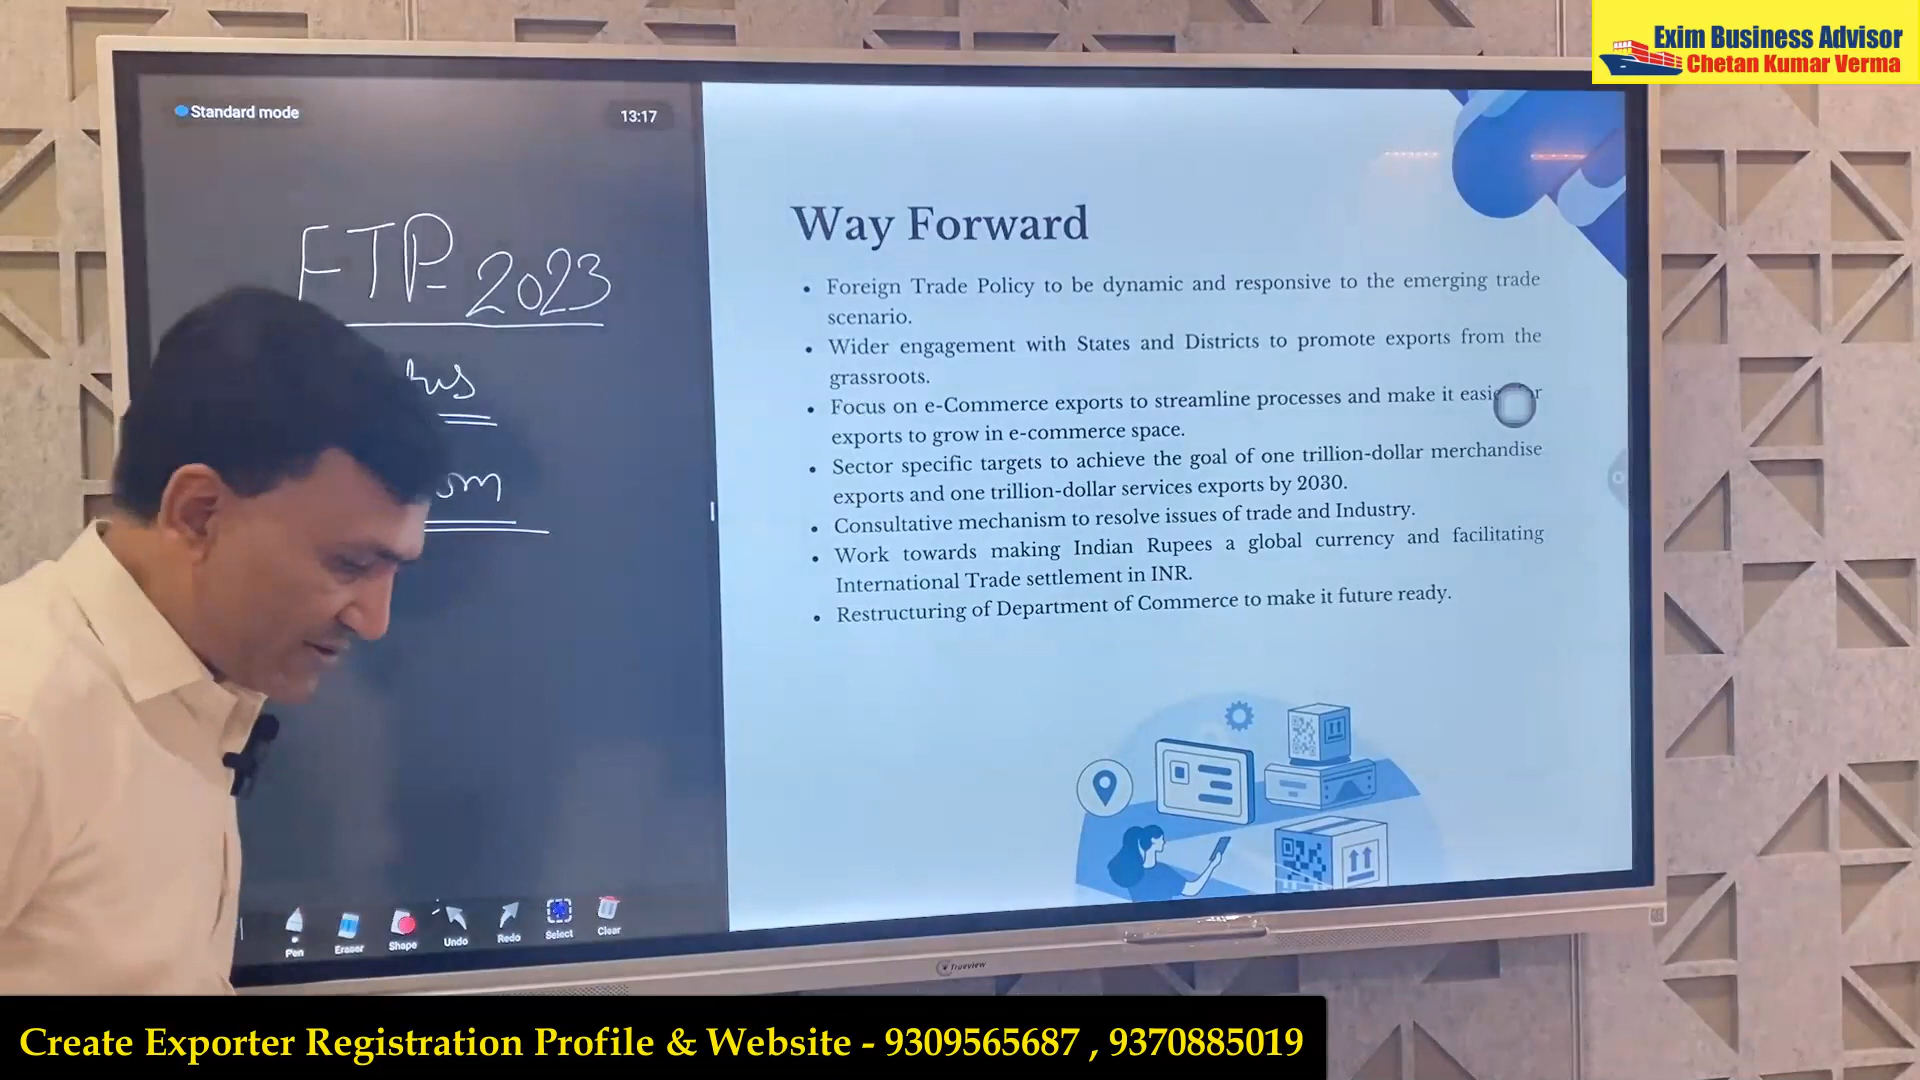 Exim Business Advisor
Chetan Kumar Verma
Standard mode
13:17
FTP-2023
Way Forward
• Foreign Trade Policy to be dynamic and responsive to the emerging trade
scenario.
• Wider engagement with States and Districts to promote exports from the
grassroots.
• Focus on e-Commerce exports to streamline processes and make it
exports to grow in e-commerce space.
• Sector specific targets to achieve the goal of one trillion-dollar merchandise
exports and one trillion-dollar services exports by 2030.
• Consultative mechanism to resolve issues of trade and Industry.
• Work towards making Indian Rupees a global currency and facilitating
International Trade settlement in INR.
• Restructuring of Department of Commerce to make it future ready.
Pen
Eraser
Shape
Undo
Redo
Select
Clear
Trueview
Create Exporter Registration Profile & Website - 9309565687 , 9370885019